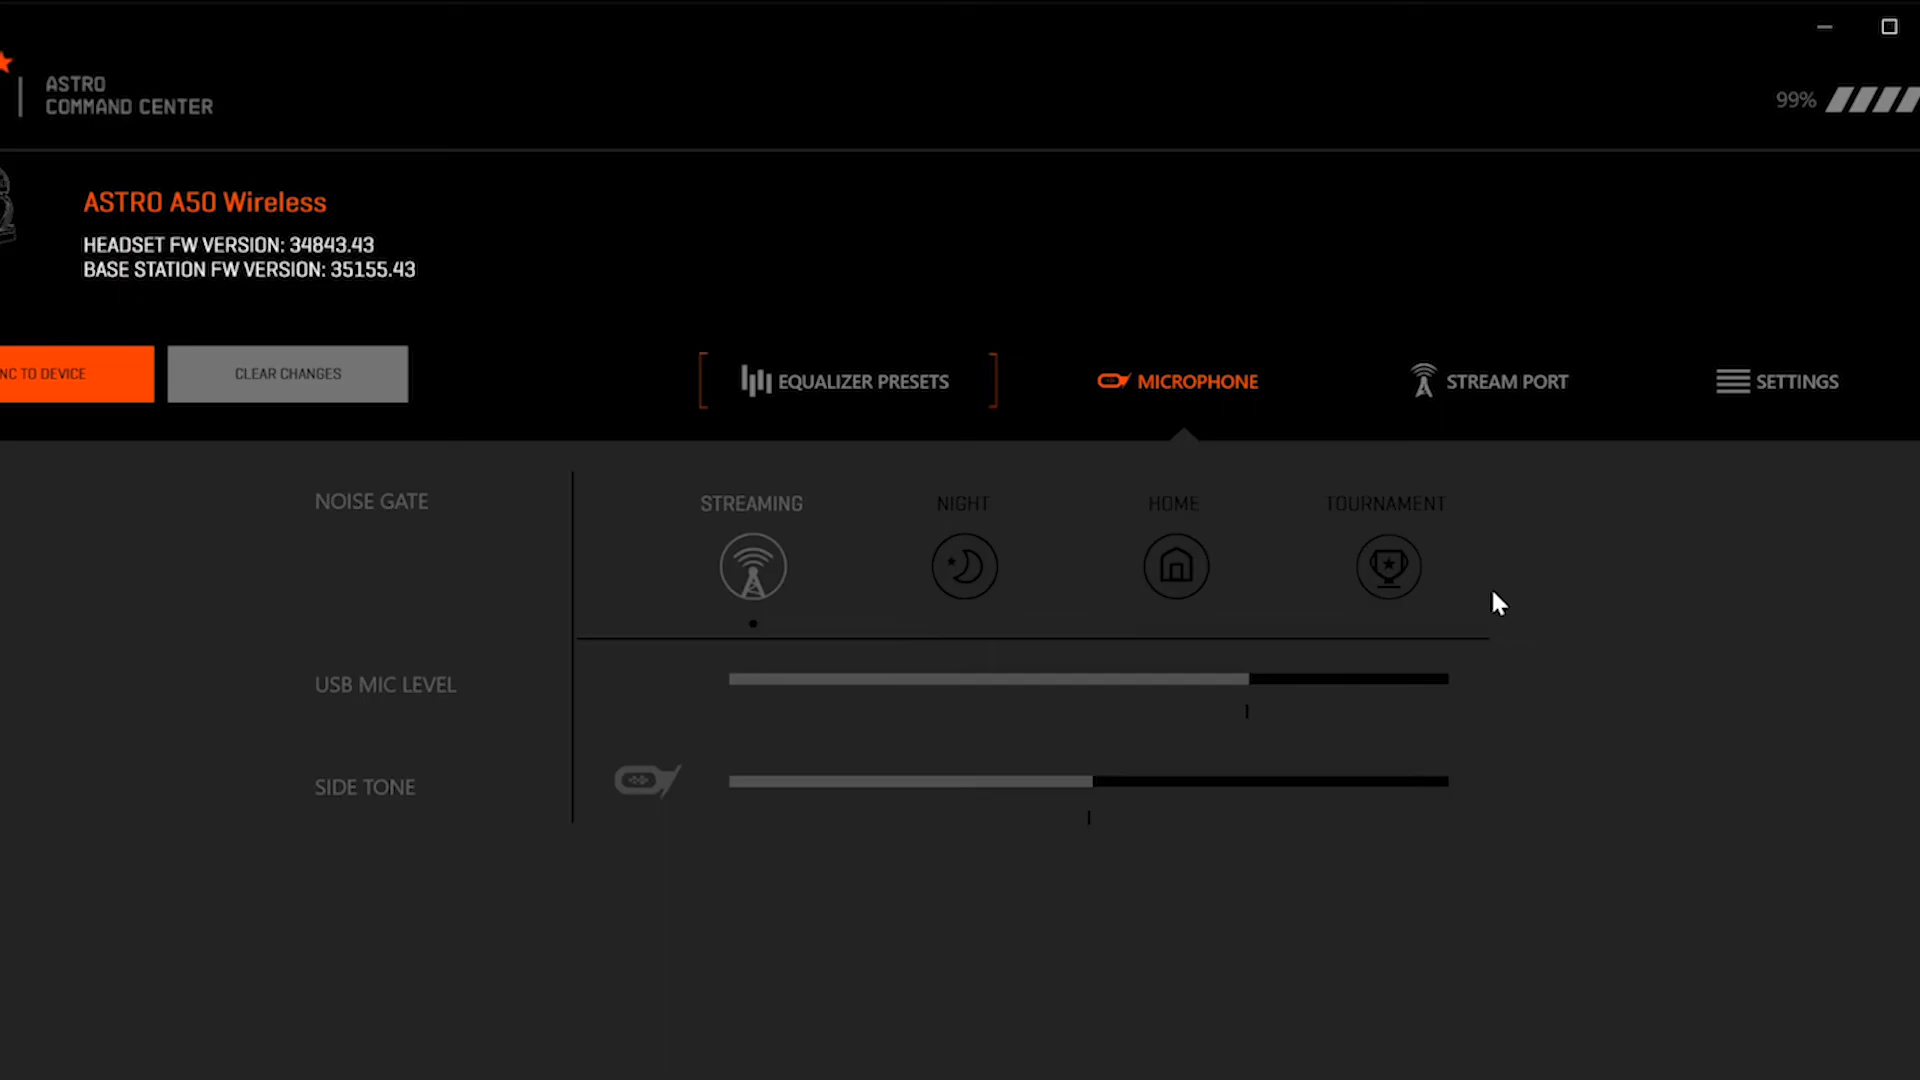 ASTRO
COMMAND CENTER
99%
ASTRO A50 Wireless
HEADSET FW VERSION: 34843.43
BASE STATION FW VERSION: 35155.43
NC TO DEVICE
CLEAR CHANGES
EQUALIZER PRESETS
MICROPHONE
STREAM PORT
SETTINGS
NOISE GATE
STREAMING
NIGHT
HOME
TOURNAMENT
USB MIC LEVEL
SIDE TONE